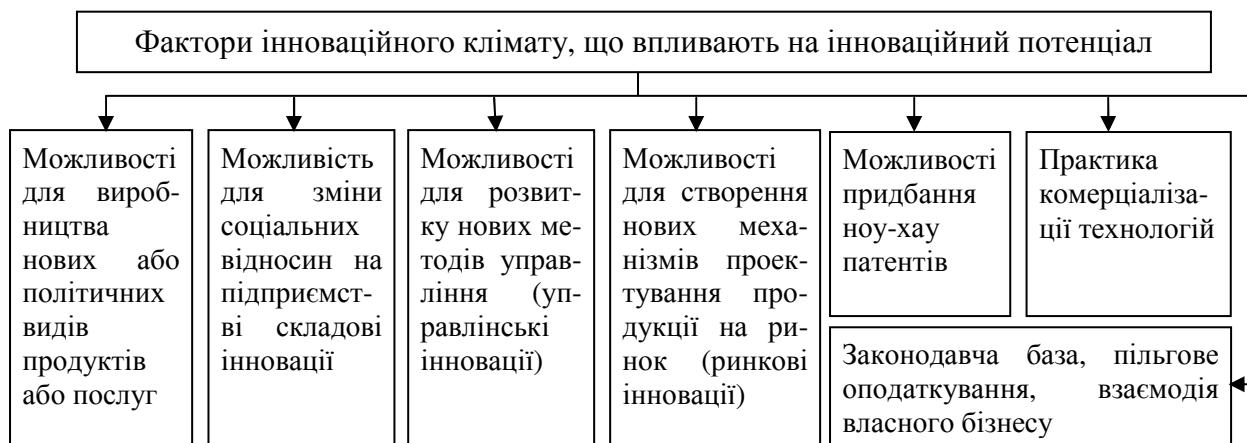 Фактори інноваційного клімату, що впливають на інноваційний потенціал
Можливості
для вироб-
ництва
нових або
політичних
видів
продуктів
або послуг
Можливість
для зміни
соціальних
відносин на
підприємст-
ві складові
інновації
Можливості
для розвит-
ку нових ме-
тодів управ-
ління (уп-
равлінські
інновації)
Можливості
для створення
нових меха-
нізмів проек-
тування про-
дукції на ри-
нок (ринкові
інновації)
Можливості
придбання
ноу-хау
патентів
Практика
комерціаліза-
ції технологій
Законодавча база, пільгове
оподаткування, взаємодія
власного бізнесу